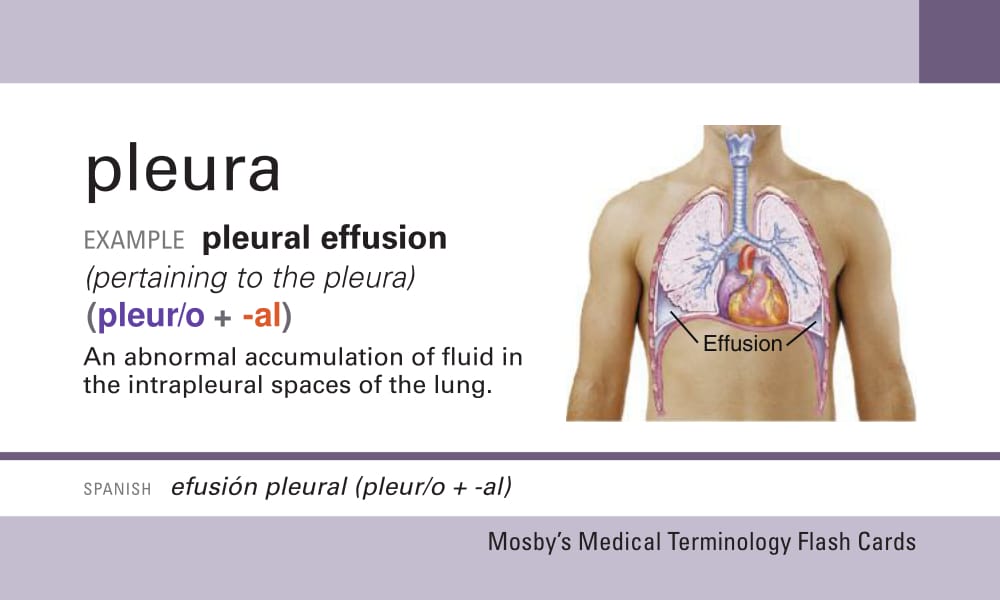 pleura
EXAMPLE pleural effusion
(pertaining to the pleura)
(pleur/o + -al)
An abnormal accumulation of fluid in
the intrapleural spaces of the lung.
Effusion
SPANISH efusión pleural (pleur/o + -al)
Mosby's Medical Terminology Flash Cards